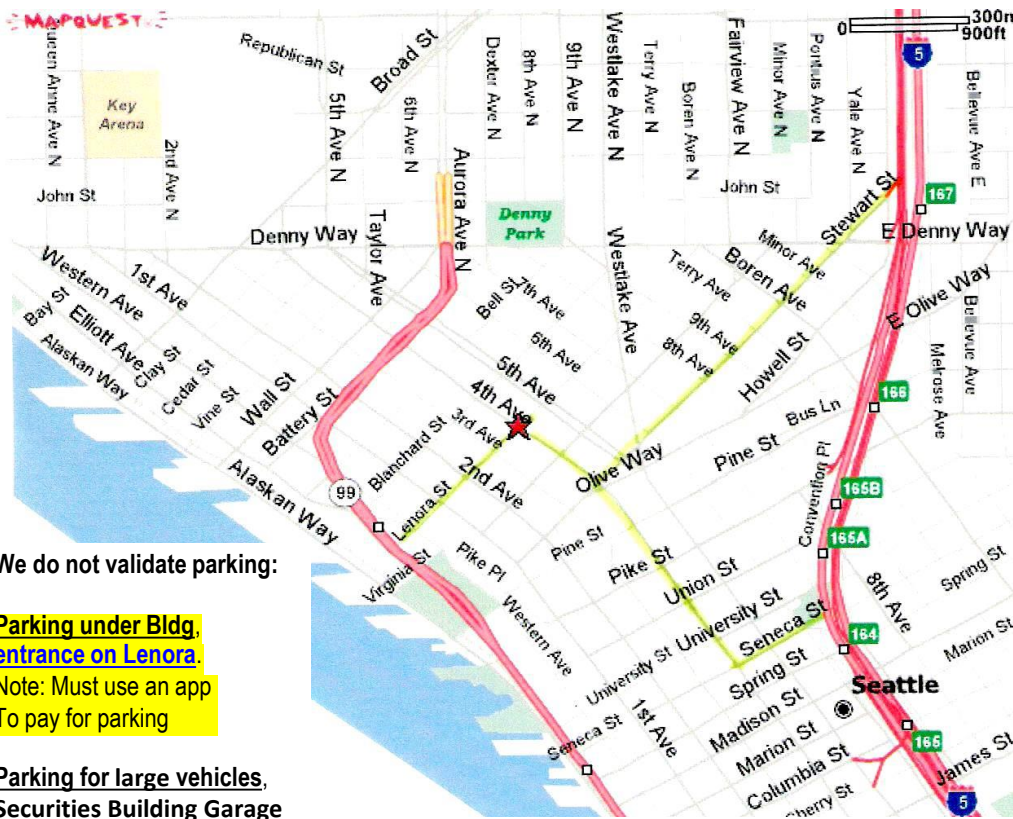 MAPQUEST
300m
0
900ft
5
Queen Anne Ave N
Key
Arena
2nd Ave N
John St
Republican St
Broad St
5th Ave N
6th Ave N
Aurora Ave N
Dexter Ave N
8th Ave N
9th Ave N
Westlake Ave N
Terry Ave N
Boren Ave N
Fairview Ave N
Minor Ave N
Pontius Ave N
Yale Ave N
Bellevue Ave E
John St
167
Denny Way
Taylor Ave N
Denny
Park
Stewart St
E Denny Way
Western Ave
1st Ave
Bay St
Elliott Ave
Alaskan Way
Clay St
Cedar St
Vine St
Wall St
Battery St
Bell St
7th Ave
6th Ave
5th Ave
4th Ave
3rd Ave
2nd Ave
Westlake Ave
Terry Ave
Minor Ave
Boren Ave
9th Ave
8th Ave
Howell St
E Olive Way
Bellevue Ave
Melrose Ave
166
Bus Ln
Pine St
Olive Way
Convention Pl
165B
165A
Blanchard St
Alaskan Way
99
Lenora St
Virginia St
Pike Pl
Pine St
Pike St
Union St
University St
Seneca St
8th Ave
Spring St
Western Ave
University St
Spring St
164
Marion St
Seattle
Seneca St
1st Ave
Madison St
Marion St
Columbia St
Cherry St
165
James St
5
We do not validate parking:
Parking under Bldg,
entrance on Lenora.
Note: Must use an app
To pay for parking
Parking for large vehicles,
Securities Building Garage